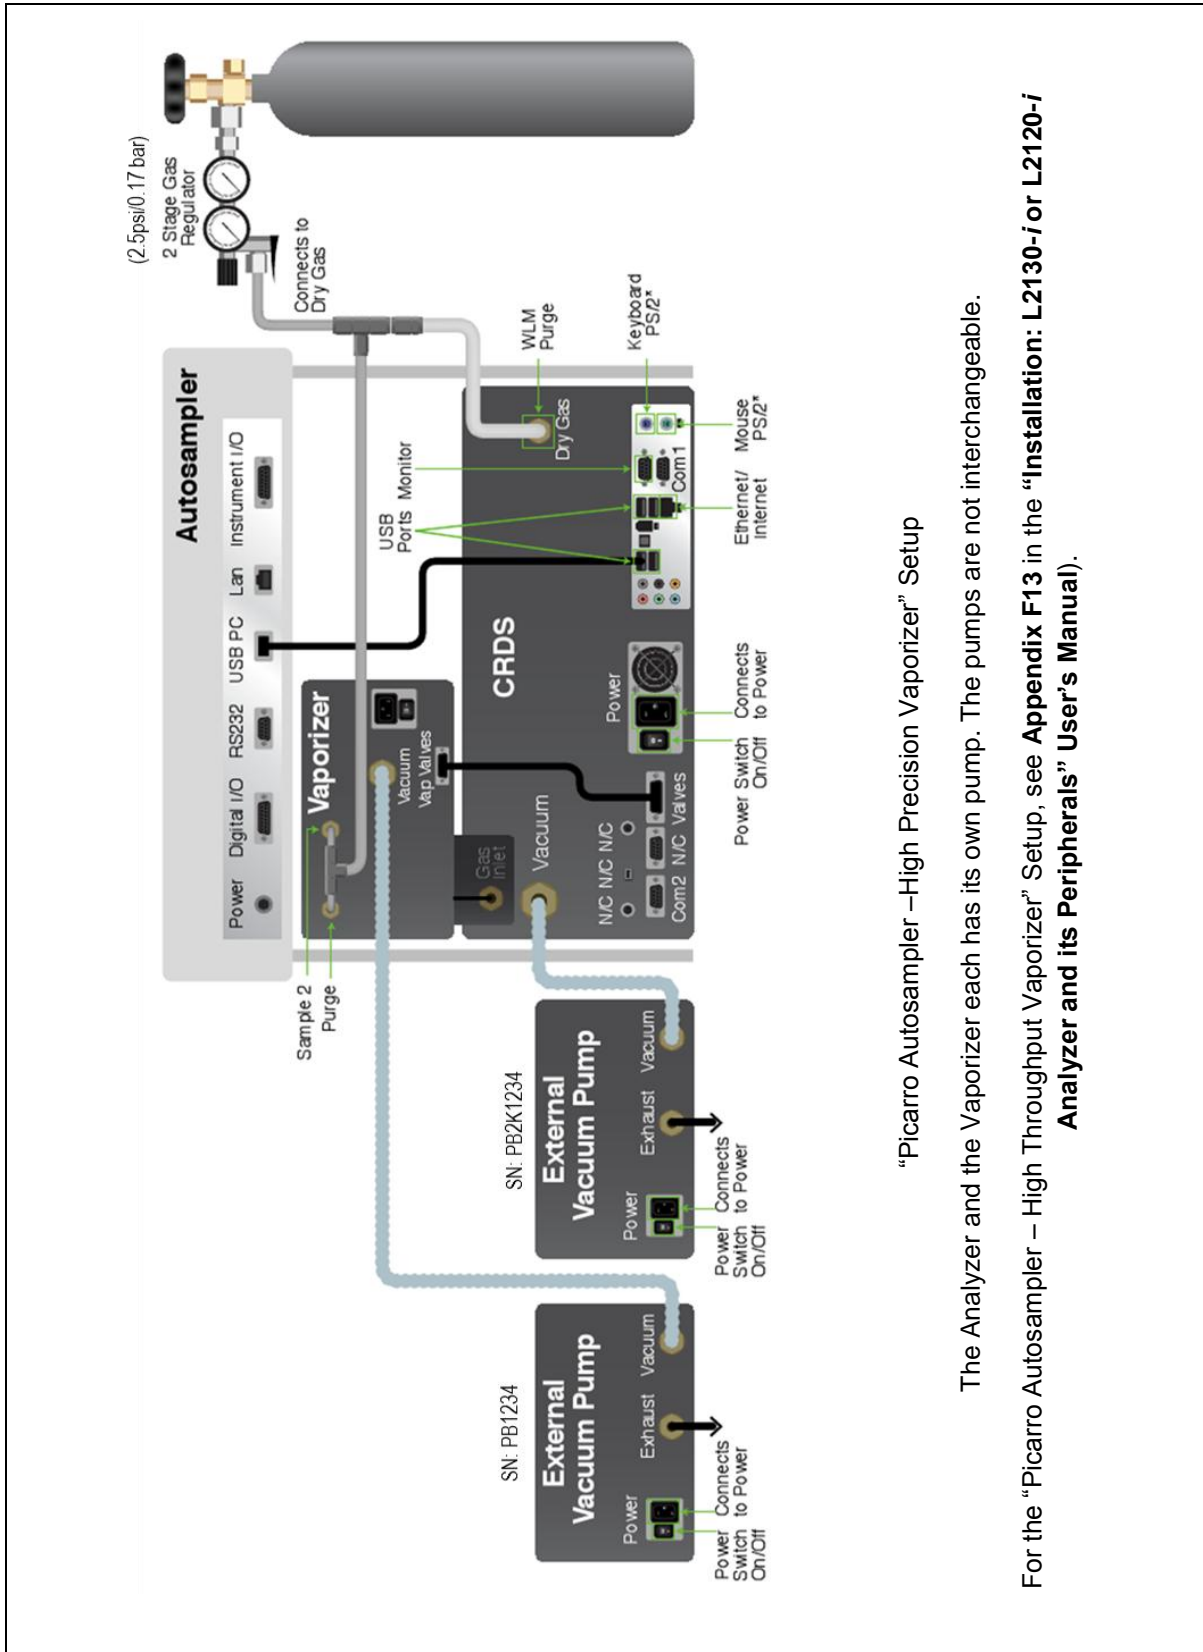 (2.5psi/0.17 bar)
2 Stage Gas
Regulator
Connects to
Dry Gas
Autosampler
Power
Digital I/O
RS232
USB PC
Lan
Instrument I/O
Sample 2
Purge
Vaporizer
Vacuum
Vap Valves
USB
Ports
Monitor
WLM
Purge
Gas
Inlet
CRDS
Dry Gas
Vacuum
N/C
N/C
N/C
Com2
N/C
Valves
Power
Com1
Keyboard
PS/2*
Power Switch
On/Off
Connects
to Power
Ethernet/
Internet
Mouse
PS/2*
SN: PB1234
External
Vacuum Pump
Power
Exhaust
Vacuum
Power
Switch
On/Off
Connects
to Power
SN: PB2K1234
External
Vacuum Pump
Power
Exhaust
Vacuum
Power
Switch
On/Off
Connects
to Power
“Picarro Autosampler –High Precision Vaporizer” Setup
The Analyzer and the Vaporizer each has its own pump. The pumps are not interchangeable.
For the “Picarro Autosampler – High Throughput Vaporizer” Setup, see Appendix F13 in the “Installation: L2130-i or L2120-i
Analyzer and its Peripherals” User’s Manual).